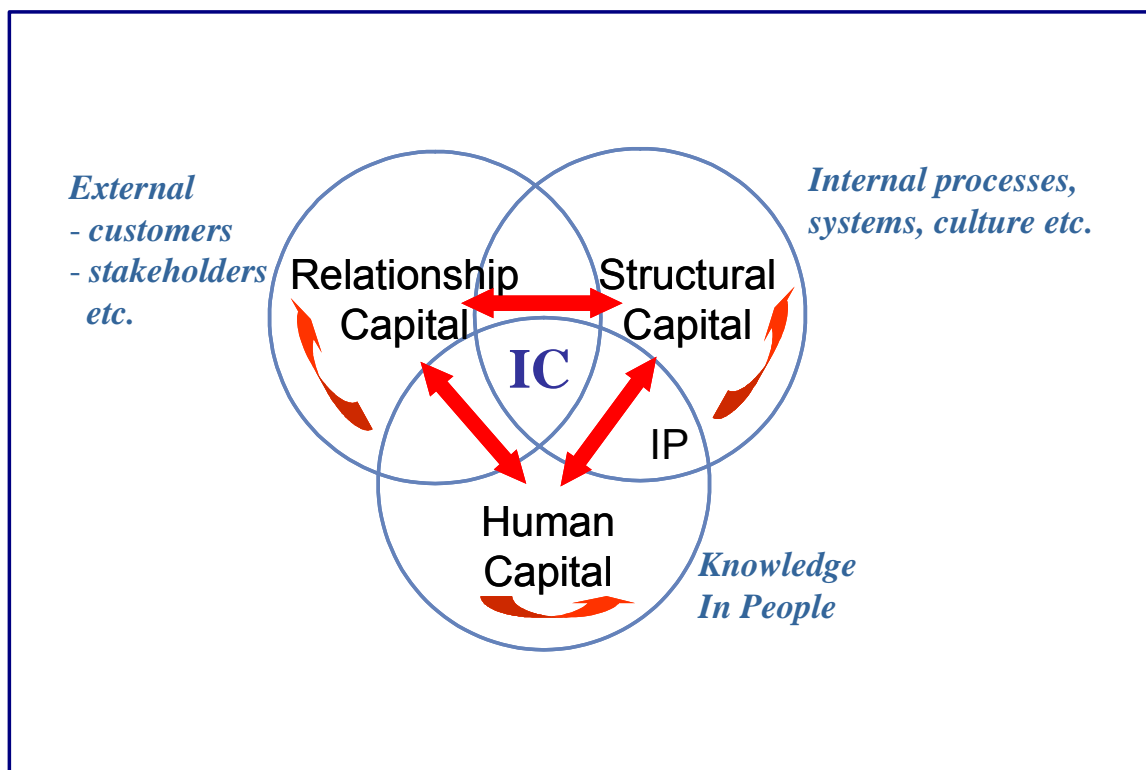 External
- customers
- stakeholders
etc.
Internal processes,
systems, culture etc.
Relationship
Capital
Structural
Capital
IC
IP
Human
Capital
Knowledge
In People